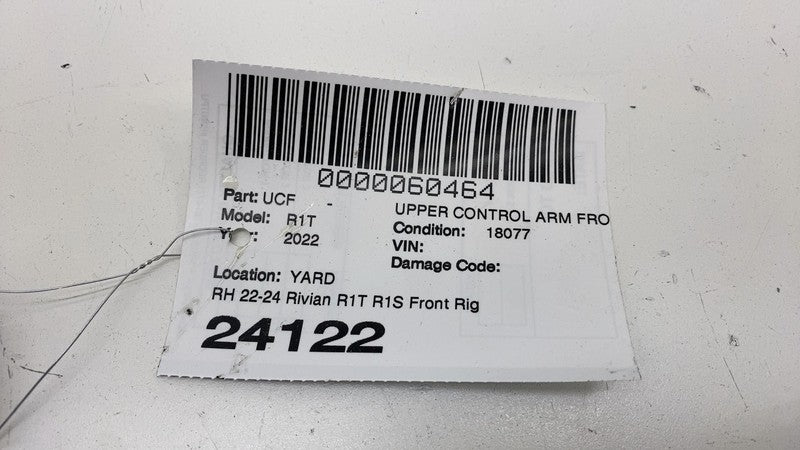 0000060464
Part: UCF - UPPER CONTROL ARM FRO
Model: R1T Condition: 18077
2022 VIN:
Damage Code:
Location: YARD
RH 22-24 Rivian R1T R1S Front Rig
24122